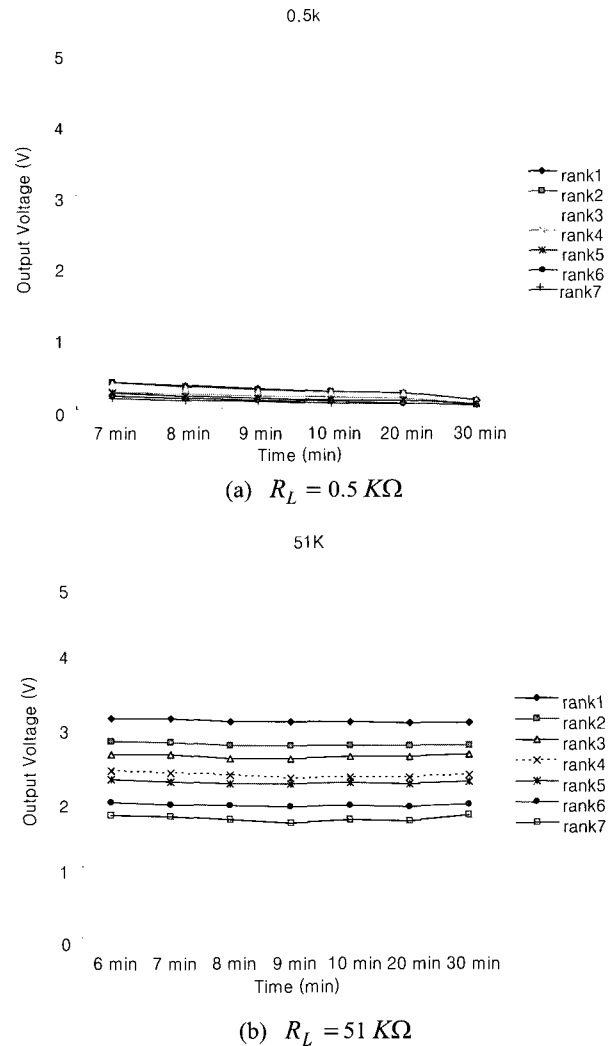 0.5k
5
4
3
2
1
0
Output Voltage (V)
7 min 8 min 9 min 10 min 20 min 30 min
Time (min)
rank1
rank2
rank3
rank4
rank5
rank6
rank7
(a) R_L = 0.5 KΩ
51K
5
4
3
2
1
0
Output Voltage (V)
6 min 7 min 8 min 9 min 10 min 20 min 30 min
Time (min)
rank1
rank2
rank3
rank4
rank5
rank6
rank7
(b) R_L = 51 KΩ